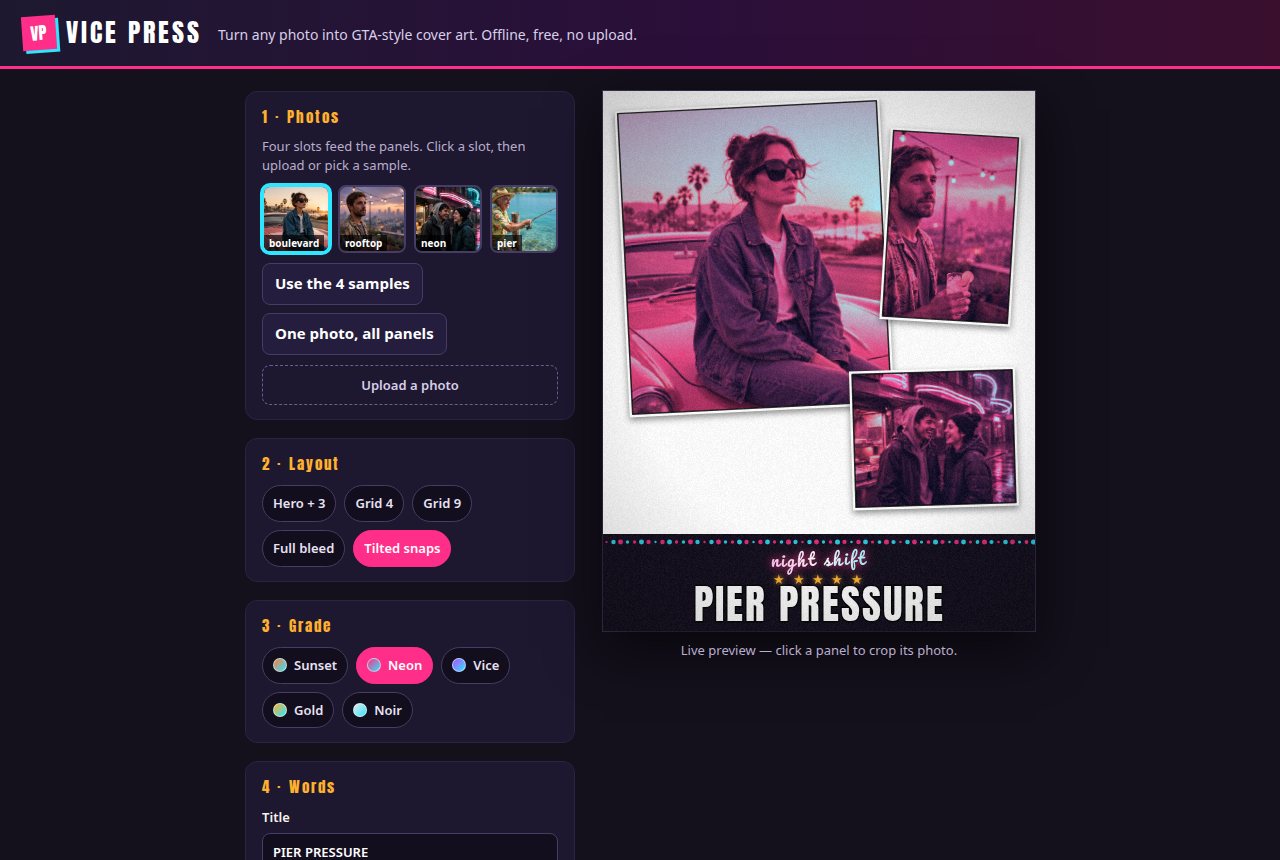 VP VICE PRESS Turn any photo into GTA-style cover art. Offline, free, no upload.
1 · Photos
Four slots feed the panels. Click a slot, then
upload or pick a sample.
boulevard rooftop neon pier
Use the 4 samples
One photo, all panels
Upload a photo
2 · Layout
Hero + 3 Grid 4 Grid 9
Full bleed Tilted snaps
3 · Grade
Sunset Neon Vice
Gold Noir
4 · Words
Title
PIER PRESSURE
night shift
★ ★ ★ ★ ★
PIER PRESSURE
Live preview — click a panel to crop its photo.